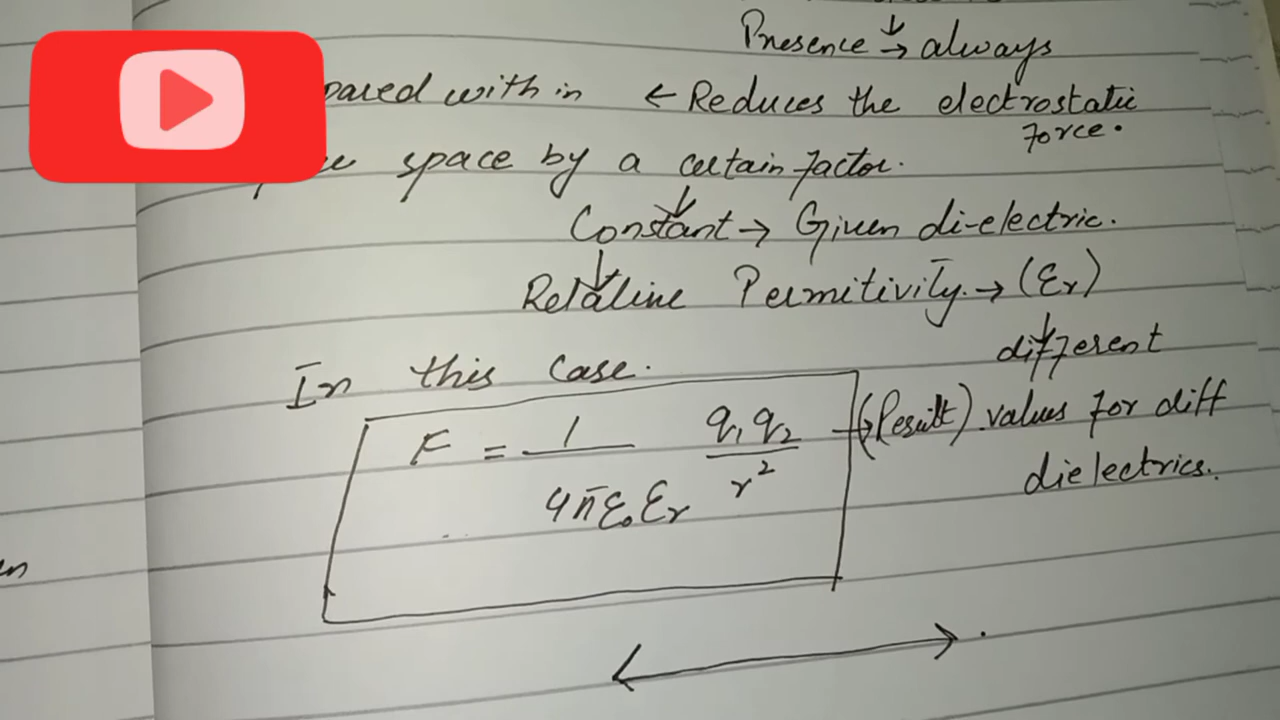 Presence → always
with in ← Reduces the electrostatic
force.
space by a certain factor.
Constant → Given di-electric.
Relative Permitivity. → (εr)
different
In this case.
F = 1 / 4πε₀εr q₁q₂ / r² → (Result) values for diff
dielectrics.